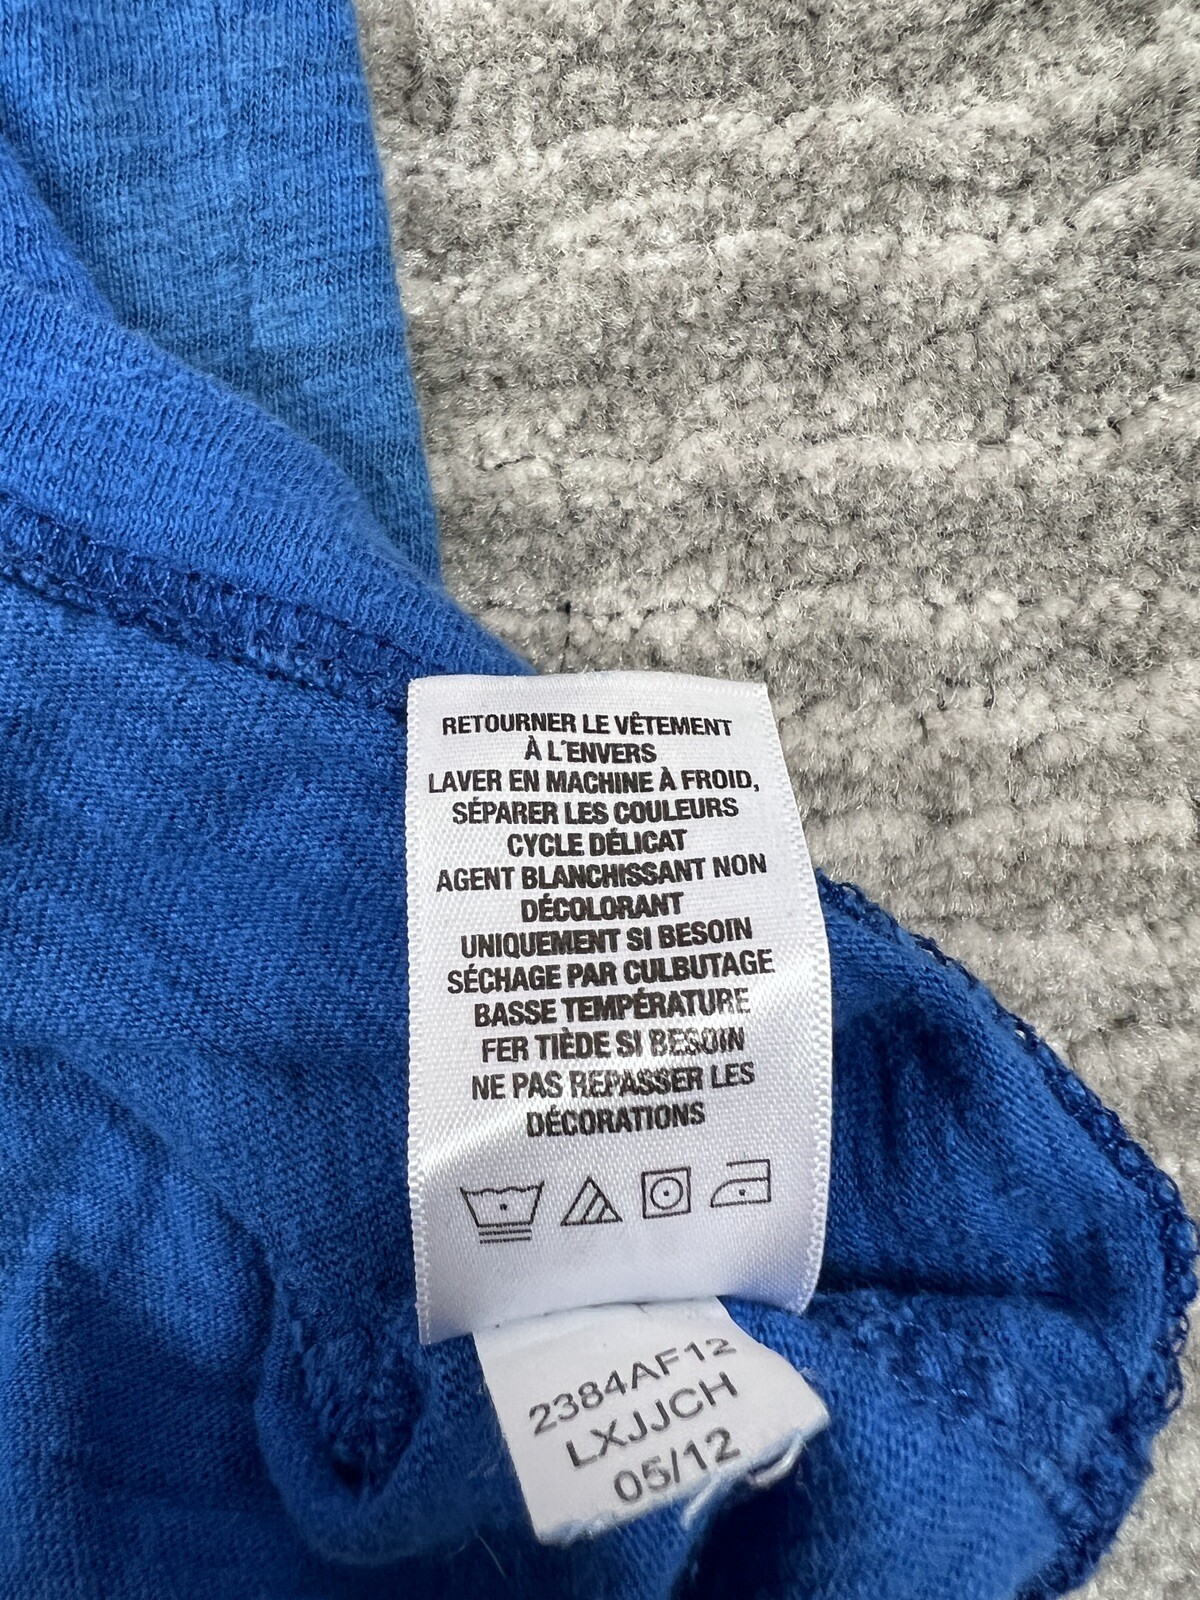 RETOURNER LE VÊTEMENT
À L'ENVERS
LAVER EN MACHINE À FROID,
SÉPARER LES COULEURS
CYCLE DÉLICAT
AGENT BLANCHISSANT NON
DÉCOLORANT
UNIQUEMENT SI BESOIN
SÉCHAGE PAR CULBUTAGE
BASSE TEMPÉRATURE
FER TIÈDE SI BESOIN
NE PAS REPASSER LES
DÉCORATIONS
2384AF12
LXJJCH
05/12